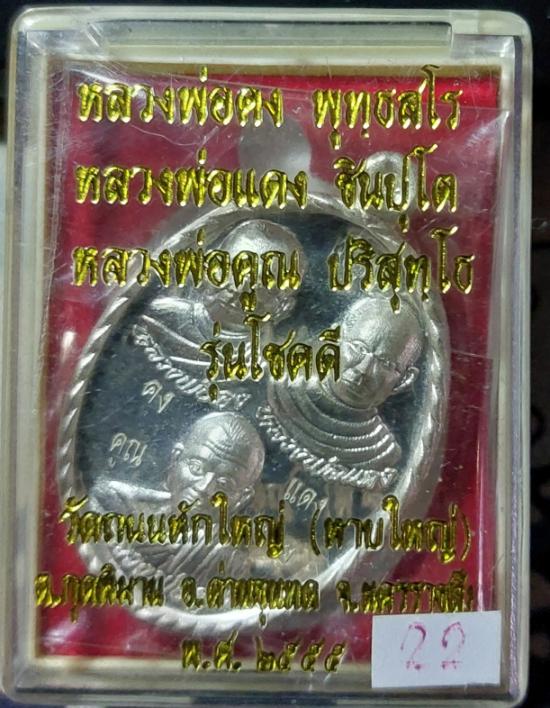 หลวงพ่อคง พุทฺธสโร
หลวงพ่อแดง ชินปุโต
หลวงพ่อคูณ ปริสุทฺโธ
รุ่นโชคดี
คง
คูณ
แดง
วัดถนนหักใหญ่ (หาบใหญ่)
ต.กุดพิมาน อ.ด่านขุนทด จ.นครราชสีมา
พ.ศ. ๒๕๕๕
22